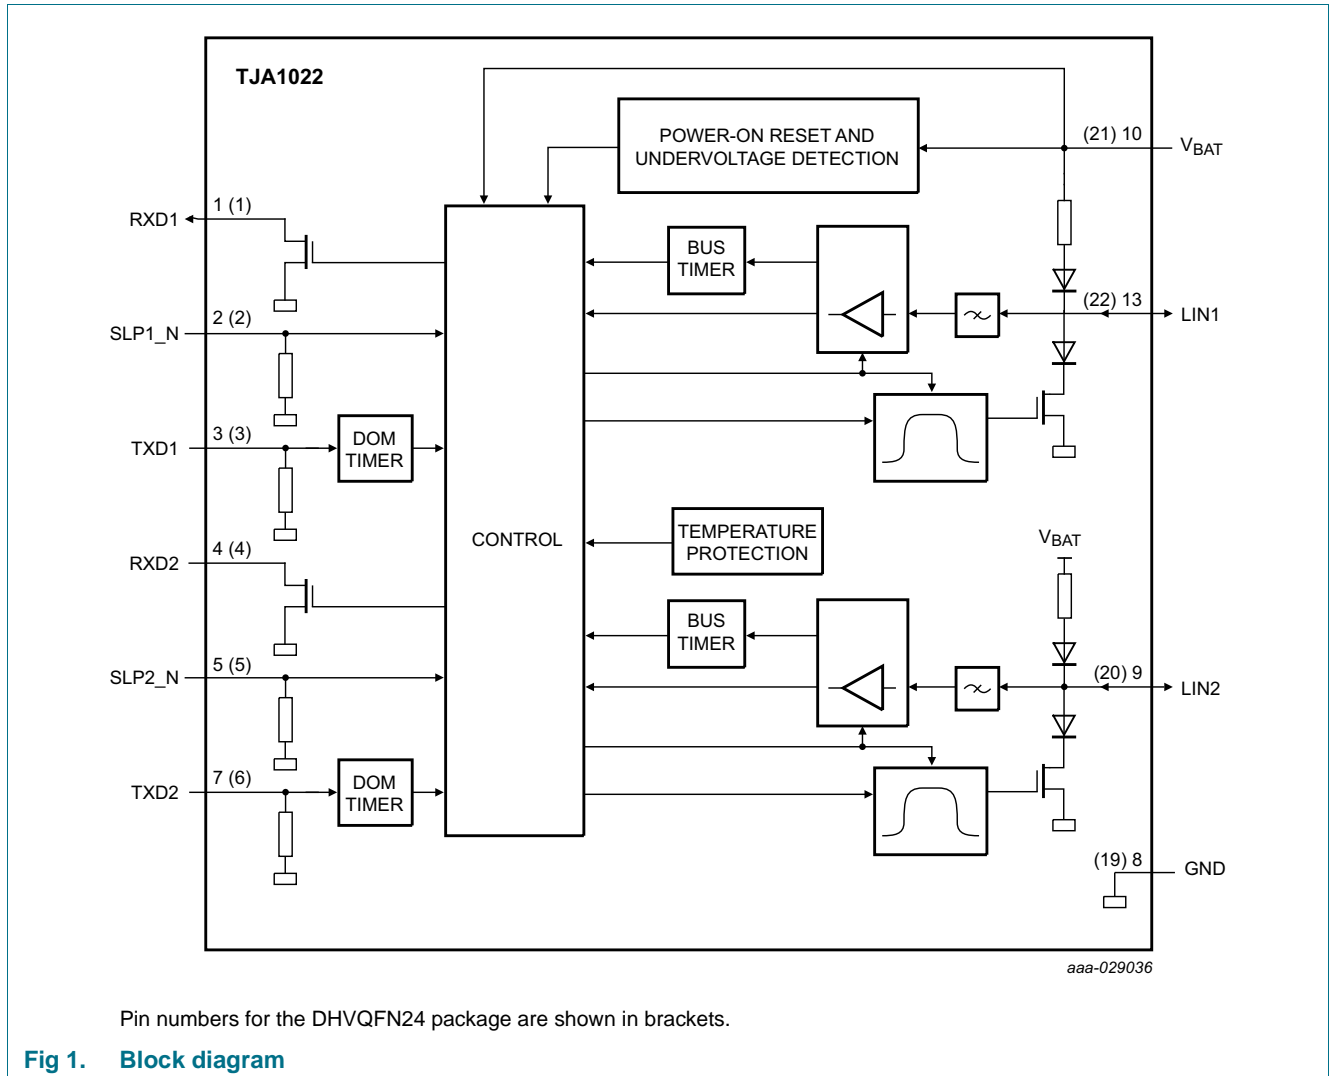 TJA1022
POWER-ON RESET AND
UNDERVOLTAGE DETECTION
(21) 10
VBAT
1 (1)
RXD1
BUS
TIMER
(22) 13
LIN1
2 (2)
SLP1_N
3 (3)
TXD1
DOM
TIMER
CONTROL
TEMPERATURE
PROTECTION
VBAT
4 (4)
RXD2
BUS
TIMER
5 (5)
SLP2_N
(20) 9
LIN2
7 (6)
TXD2
DOM
TIMER
(19) 8
GND
aaa-029036
Pin numbers for the DHVQFN24 package are shown in brackets.
Fig 1. Block diagram